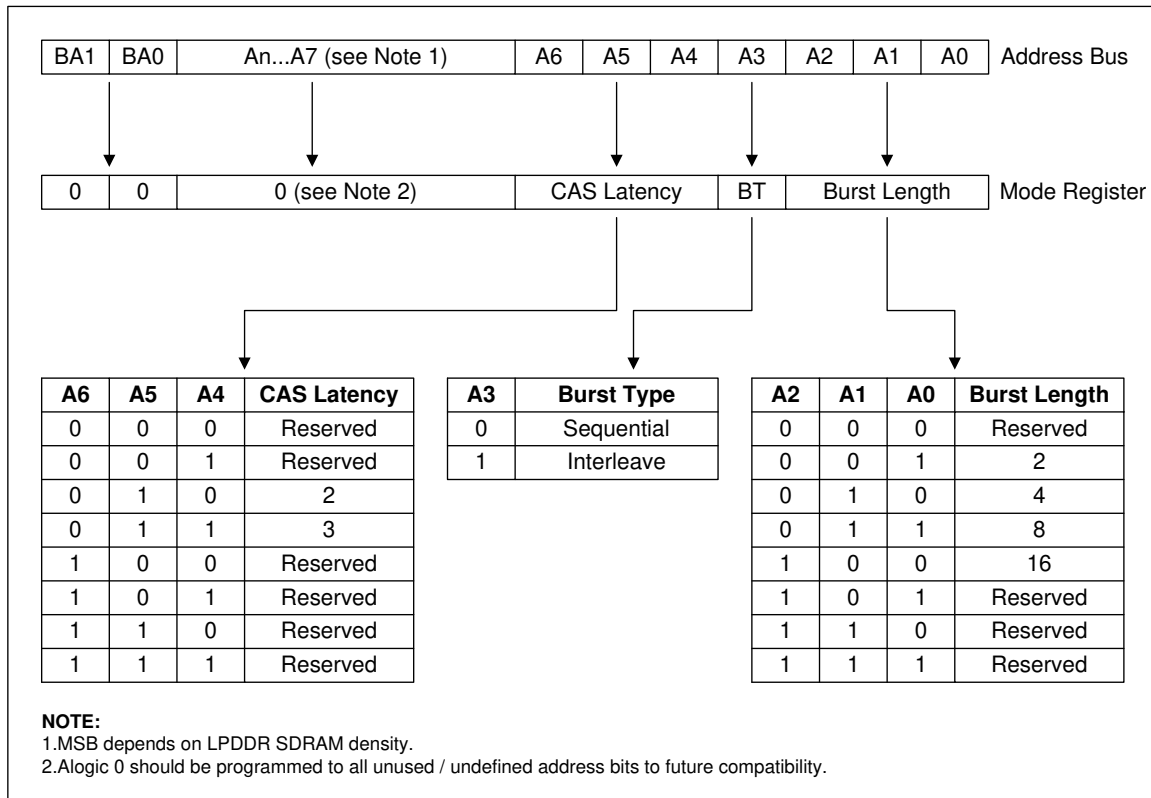 BA1 BA0 An...A7 (see Note 1) A6 A5 A4 A3 A2 A1 A0 Address Bus
0 0 0 (see Note 2) CAS Latency BT Burst Length Mode Register
A6 A5 A4 CAS Latency
0 0 0 Reserved
0 0 1 Reserved
0 1 0 2
0 1 1 3
1 0 0 Reserved
1 0 1 Reserved
1 1 0 Reserved
1 1 1 Reserved
A3 Burst Type
0 Sequential
1 Interleave
A2 A1 A0 Burst Length
0 0 0 Reserved
0 0 1 2
0 1 0 4
0 1 1 8
1 0 0 16
1 0 1 Reserved
1 1 0 Reserved
1 1 1 Reserved
NOTE:
1.MSB depends on LPDDR SDRAM density.
2.Alogic 0 should be programmed to all unused / undefined address bits to future compatibility.